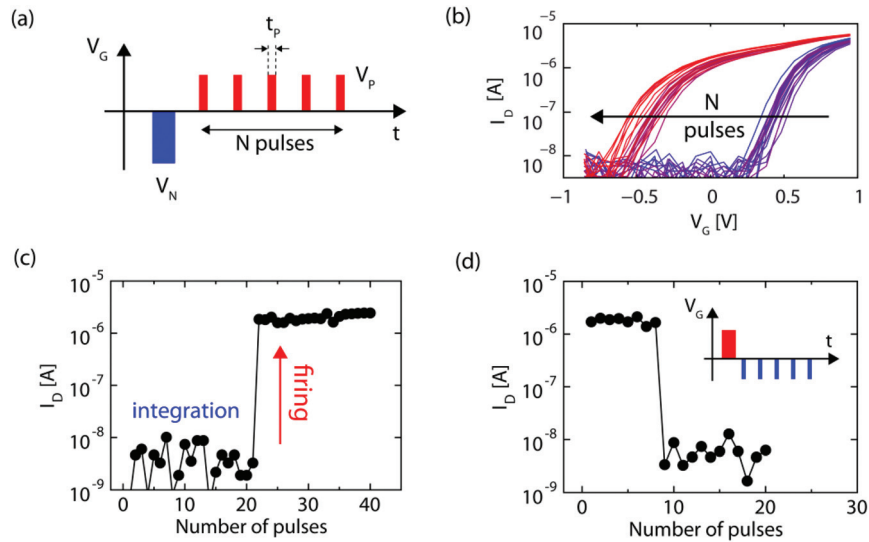 (a)
V_G
t_P
V_P
t
N pulses
V_N
(b)
10^-5
10^-6
10^-7
10^-8
I_D [A]
N
pulses
−1
−0.5
0
0.5
1
V_G [V]
(c)
10^-5
10^-6
10^-7
10^-8
10^-9
I_D [A]
integration
firing
0
10
20
30
40
Number of pulses
(d)
10^-5
10^-6
10^-7
10^-8
10^-9
I_D [A]
V_G
t
0
10
20
30
Number of pulses